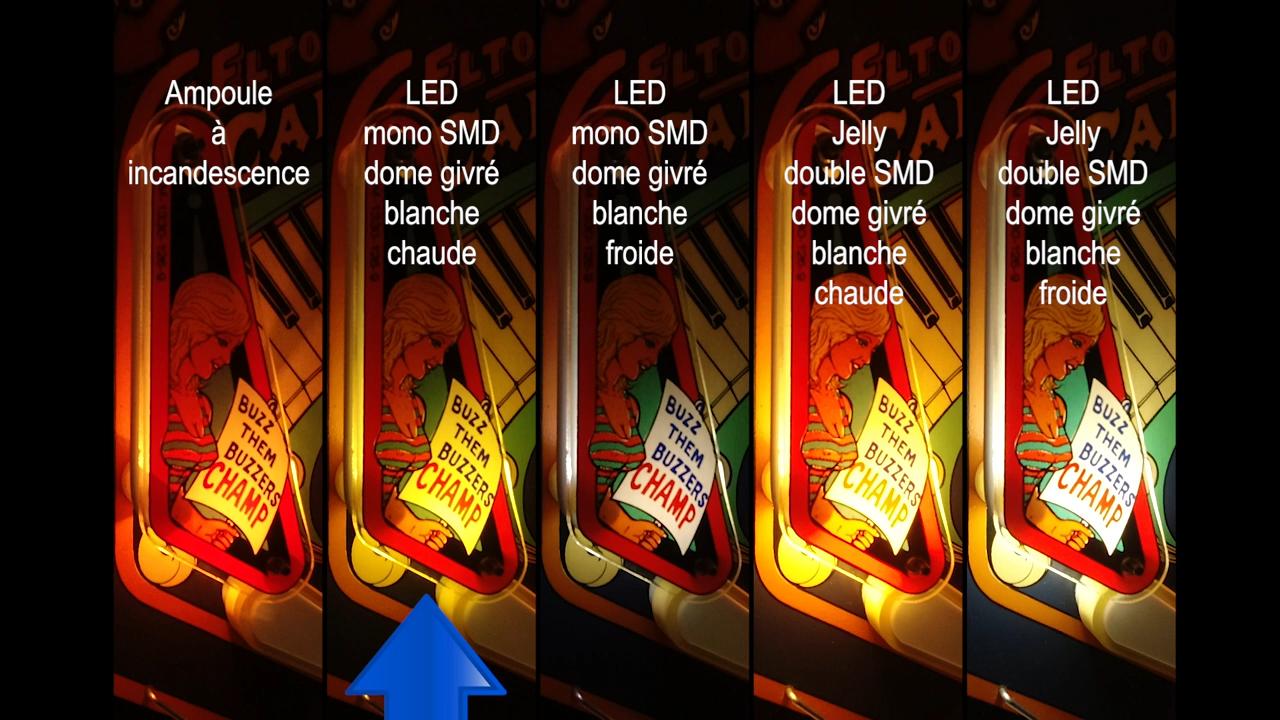 Ampoule
à
incandescence
LED
mono SMD
dome givré
blanche
chaude
LED
mono SMD
dome givré
blanche
froide
LED
Jelly
double SMD
dome givré
blanche
chaude
LED
Jelly
double SMD
dome givré
blanche
froide
BUZZ
THEM
BUZZERS
CHAMP
BUZZ
THEM
BUZZERS
CHAMP
BUZZ
THEM
BUZZERS
CHAMP
BUZZ
THEM
BUZZERS
CHAMP
BUZZ
THEM
BUZZERS
CHAMP